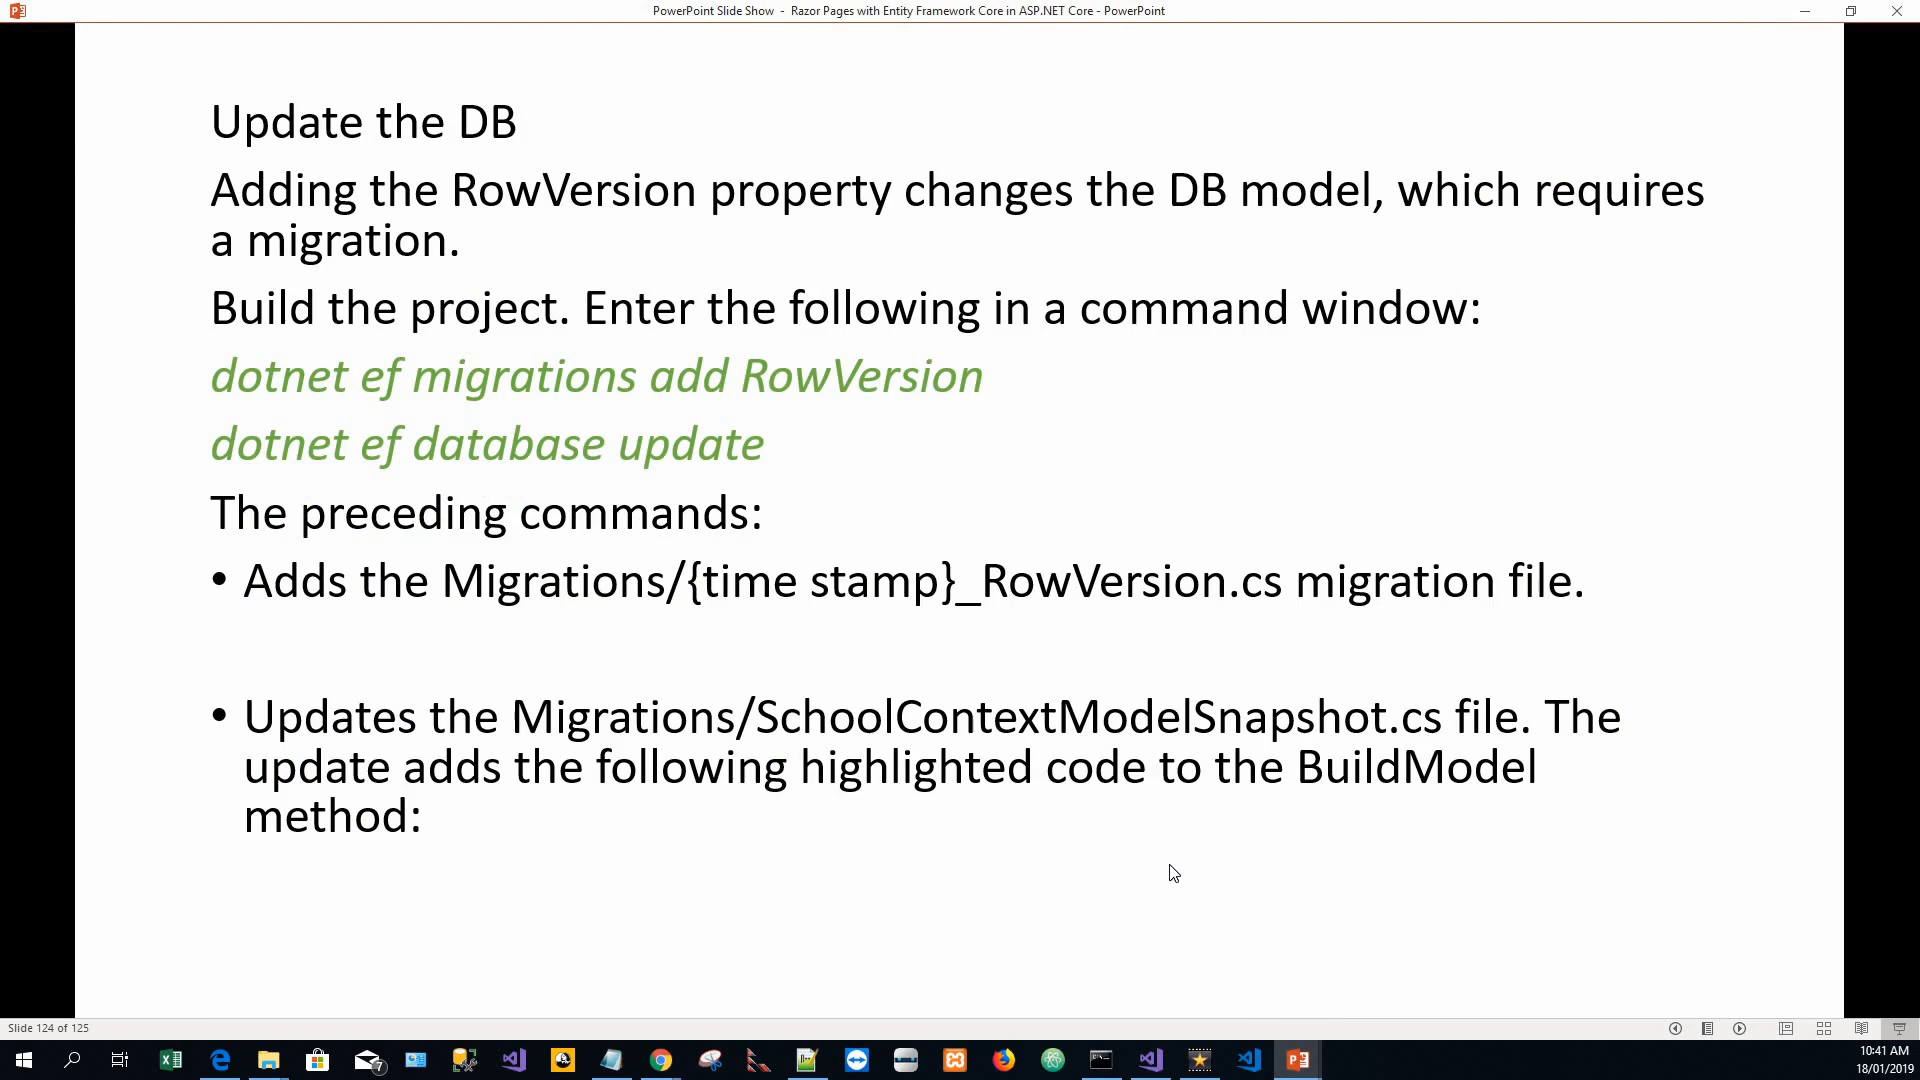 PowerPoint Slide Show - Razor Pages with Entity Framework Core in ASP.NET Core - PowerPoint
Update the DB
Adding the RowVersion property changes the DB model, which requires
a migration.
Build the project. Enter the following in a command window:
dotnet ef migrations add RowVersion
dotnet ef database update
The preceding commands:
• Adds the Migrations/{time stamp}_RowVersion.cs migration file.
• Updates the Migrations/SchoolContextModelSnapshot.cs file. The
update adds the following highlighted code to the BuildModel
method:
Slide 124 of 125
7
10:41 AM
18/01/2019